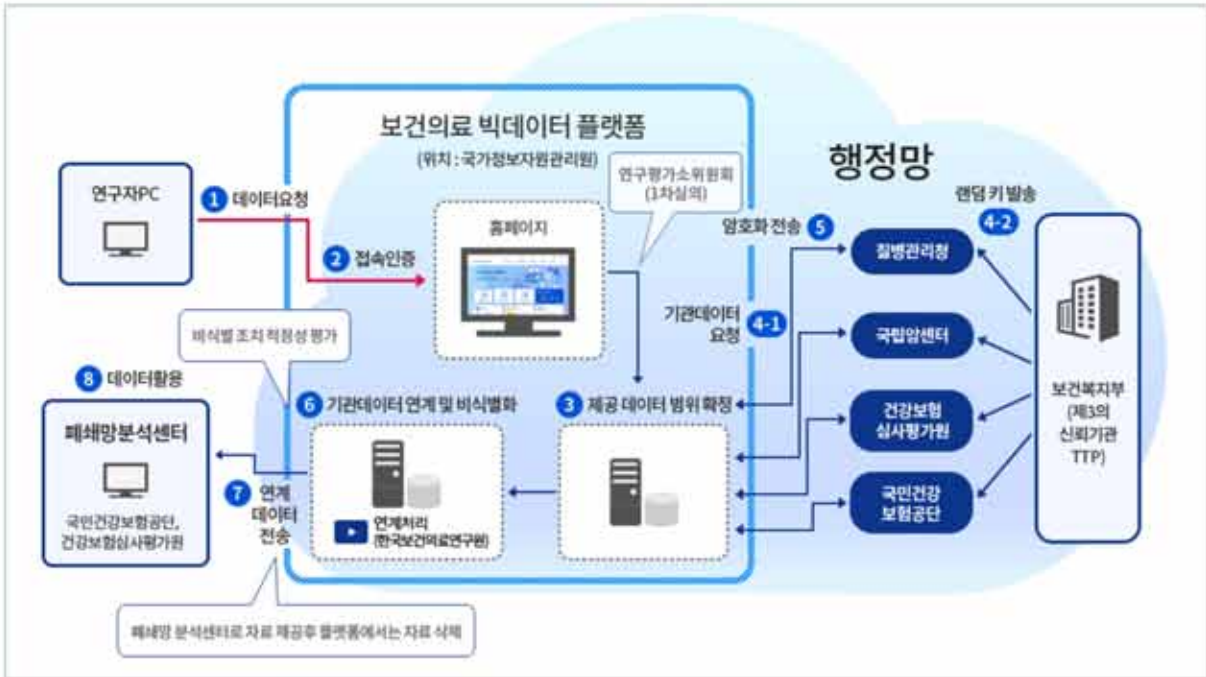 보건의료 빅데이터 플랫폼
(위치 : 국가정보자원관리원)
행정망
연구자PC
1 데이터요청
2 접속인증
홈페이지
연구평가소위원회
(1차심의)
암호화 전송 5
랜덤 키 발송
4-2
질병관리청
기관데이터
요청
4-1
국립암센터
건강보험
심사평가원
국민건강
보험공단
보건복지부
(제3의
신뢰기관
TTP)
비식별 조치 적정성 평가
8 데이터활용
폐쇄망분석센터
국민건강보험공단,
건강보험심사평가원
6 기관데이터 연계 및 비식별화
3 제공 데이터 범위 확정
7 연계
데이터
전송
연계처리
(한국보건의료연구원)
폐쇄망 분석센터로 자료 제공후 플랫폼에서는 자료 삭제